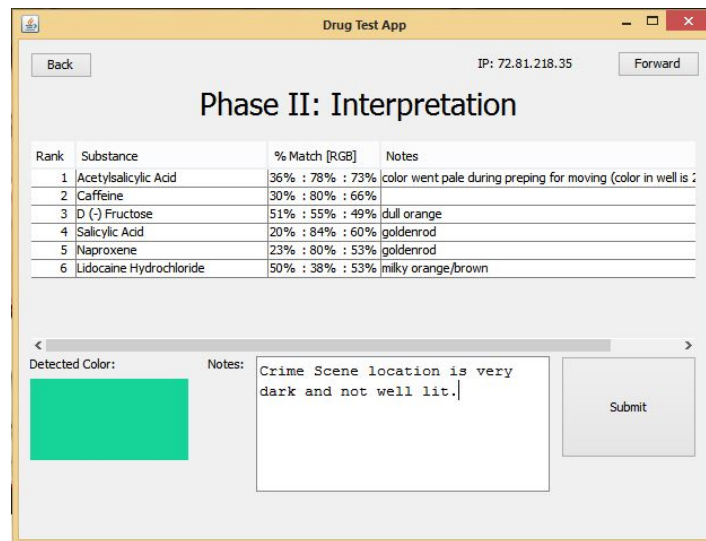 Drug Test App
Back
IP: 72.81.218.35
Forward
Phase II: Interpretation
Rank Substance % Match [RGB] Notes
1 Acetylsalicylic Acid 36% : 78% : 73% color went pale during preping for moving (color in well is 2
2 Caffeine 30% : 80% : 66%
3 D (-) Fructose 51% : 55% : 49% dull orange
4 Salicylic Acid 20% : 84% : 60% goldenrod
5 Naproxene 23% : 80% : 53% goldenrod
6 Lidocaine Hydrochloride 50% : 38% : 53% milky orange/brown
Detected Color:
Notes:
Crime Scene location is very
dark and not well lit.
Submit